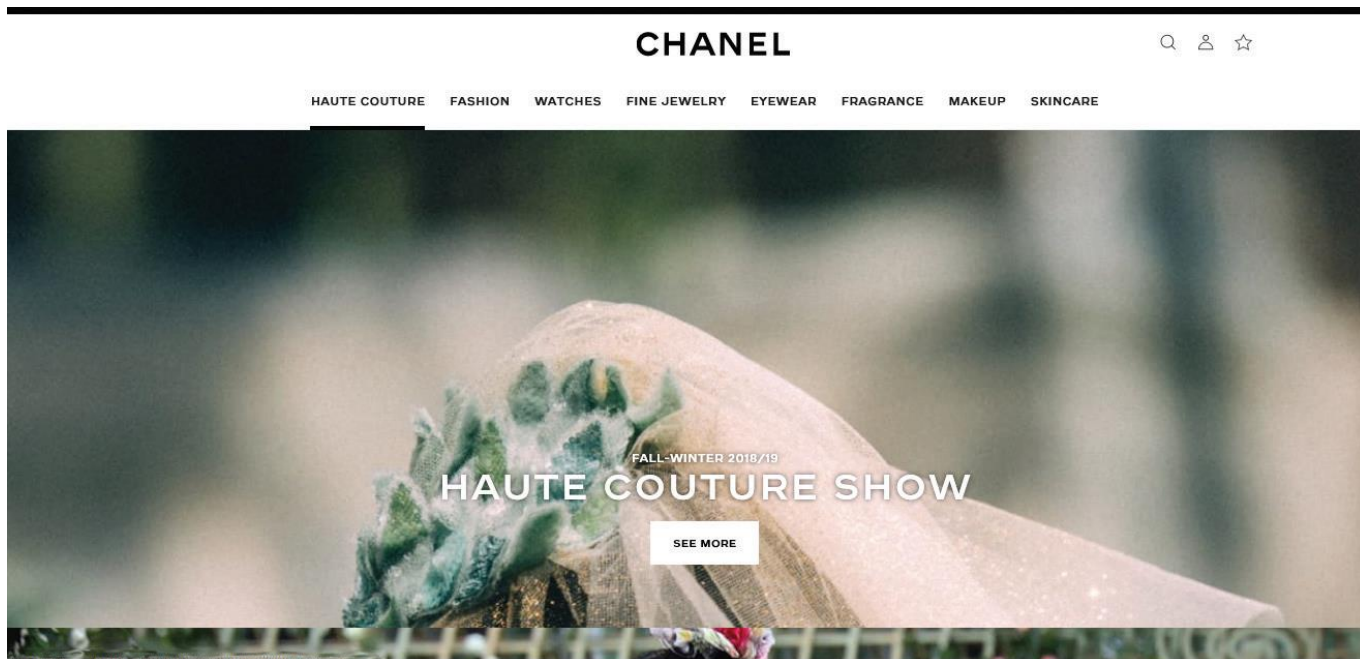 CHANEL
HAUTE COUTURE FASHION WATCHES FINE JEWELRY EYEWEAR FRAGRANCE MAKEUP SKINCARE
FALL-WINTER 2018/19
HAUTE COUTURE SHOW
SEE MORE